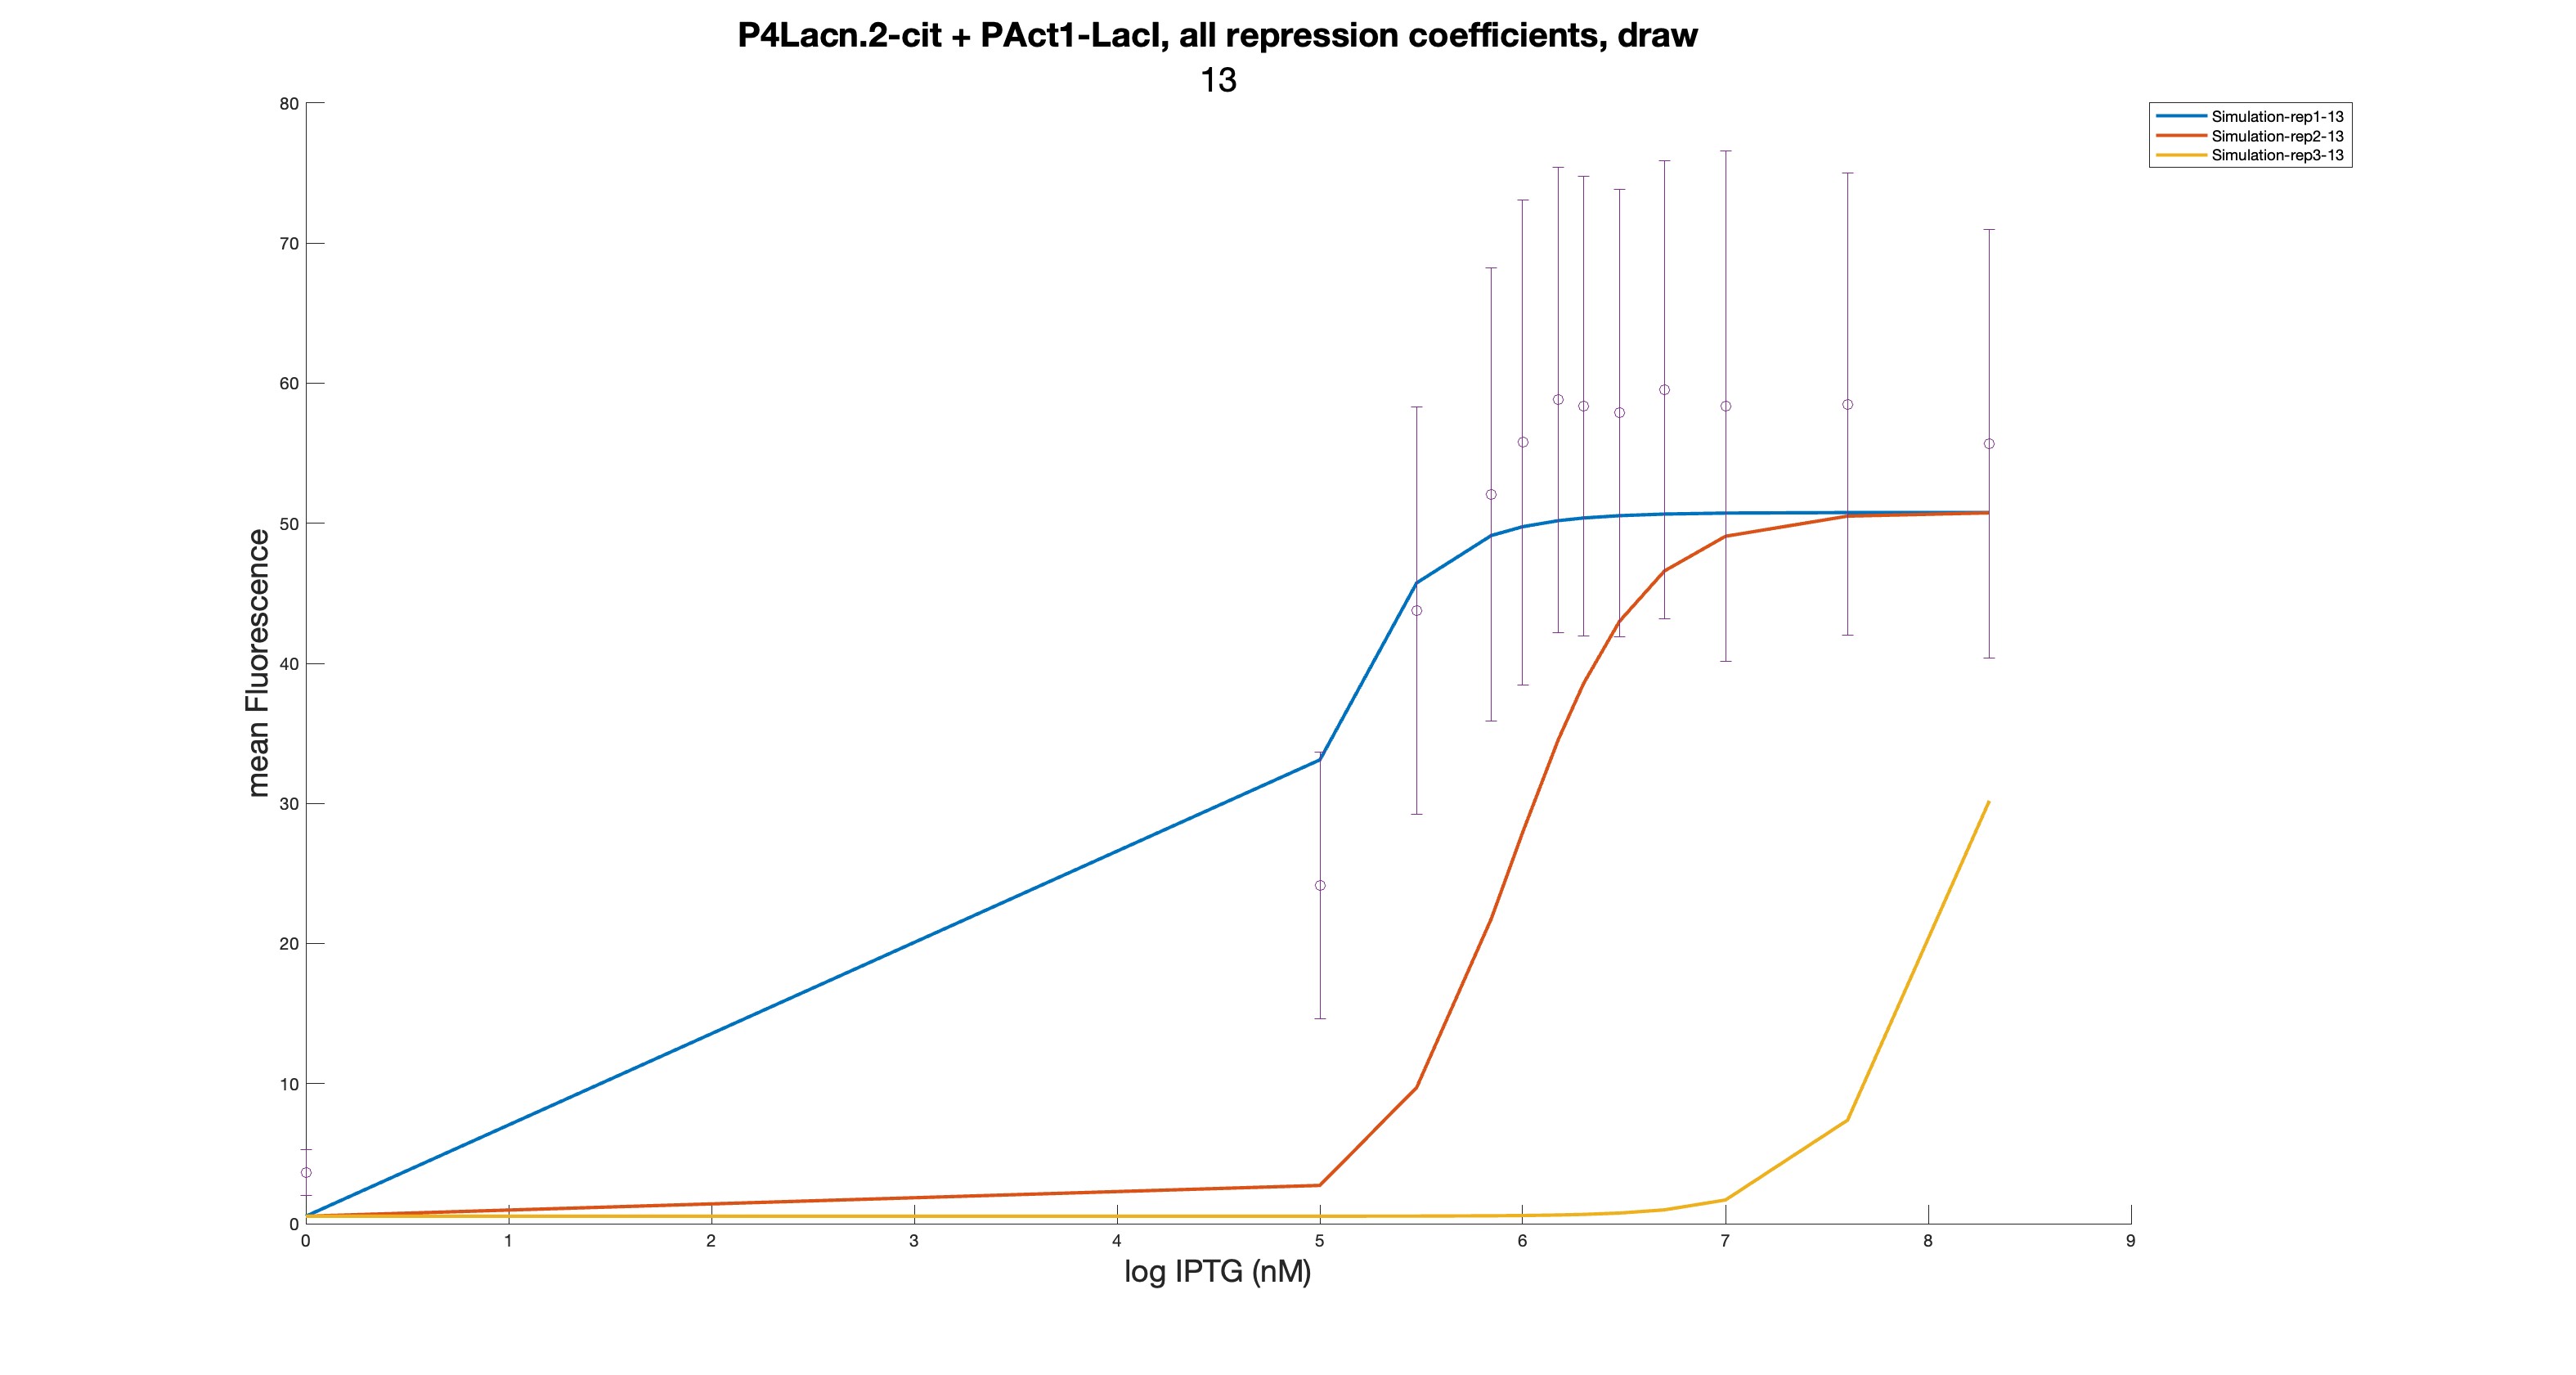 P4Lacn.2-cit + PAct1-LacI, all repression coefficients, draw
13
80
70
60
50
40
30
20
10
0
mean Fluorescence
0 1 2 3 4 5 6 7 8 9
log IPTG (nM)
Simulation-rep1-13
Simulation-rep2-13
Simulation-rep3-13